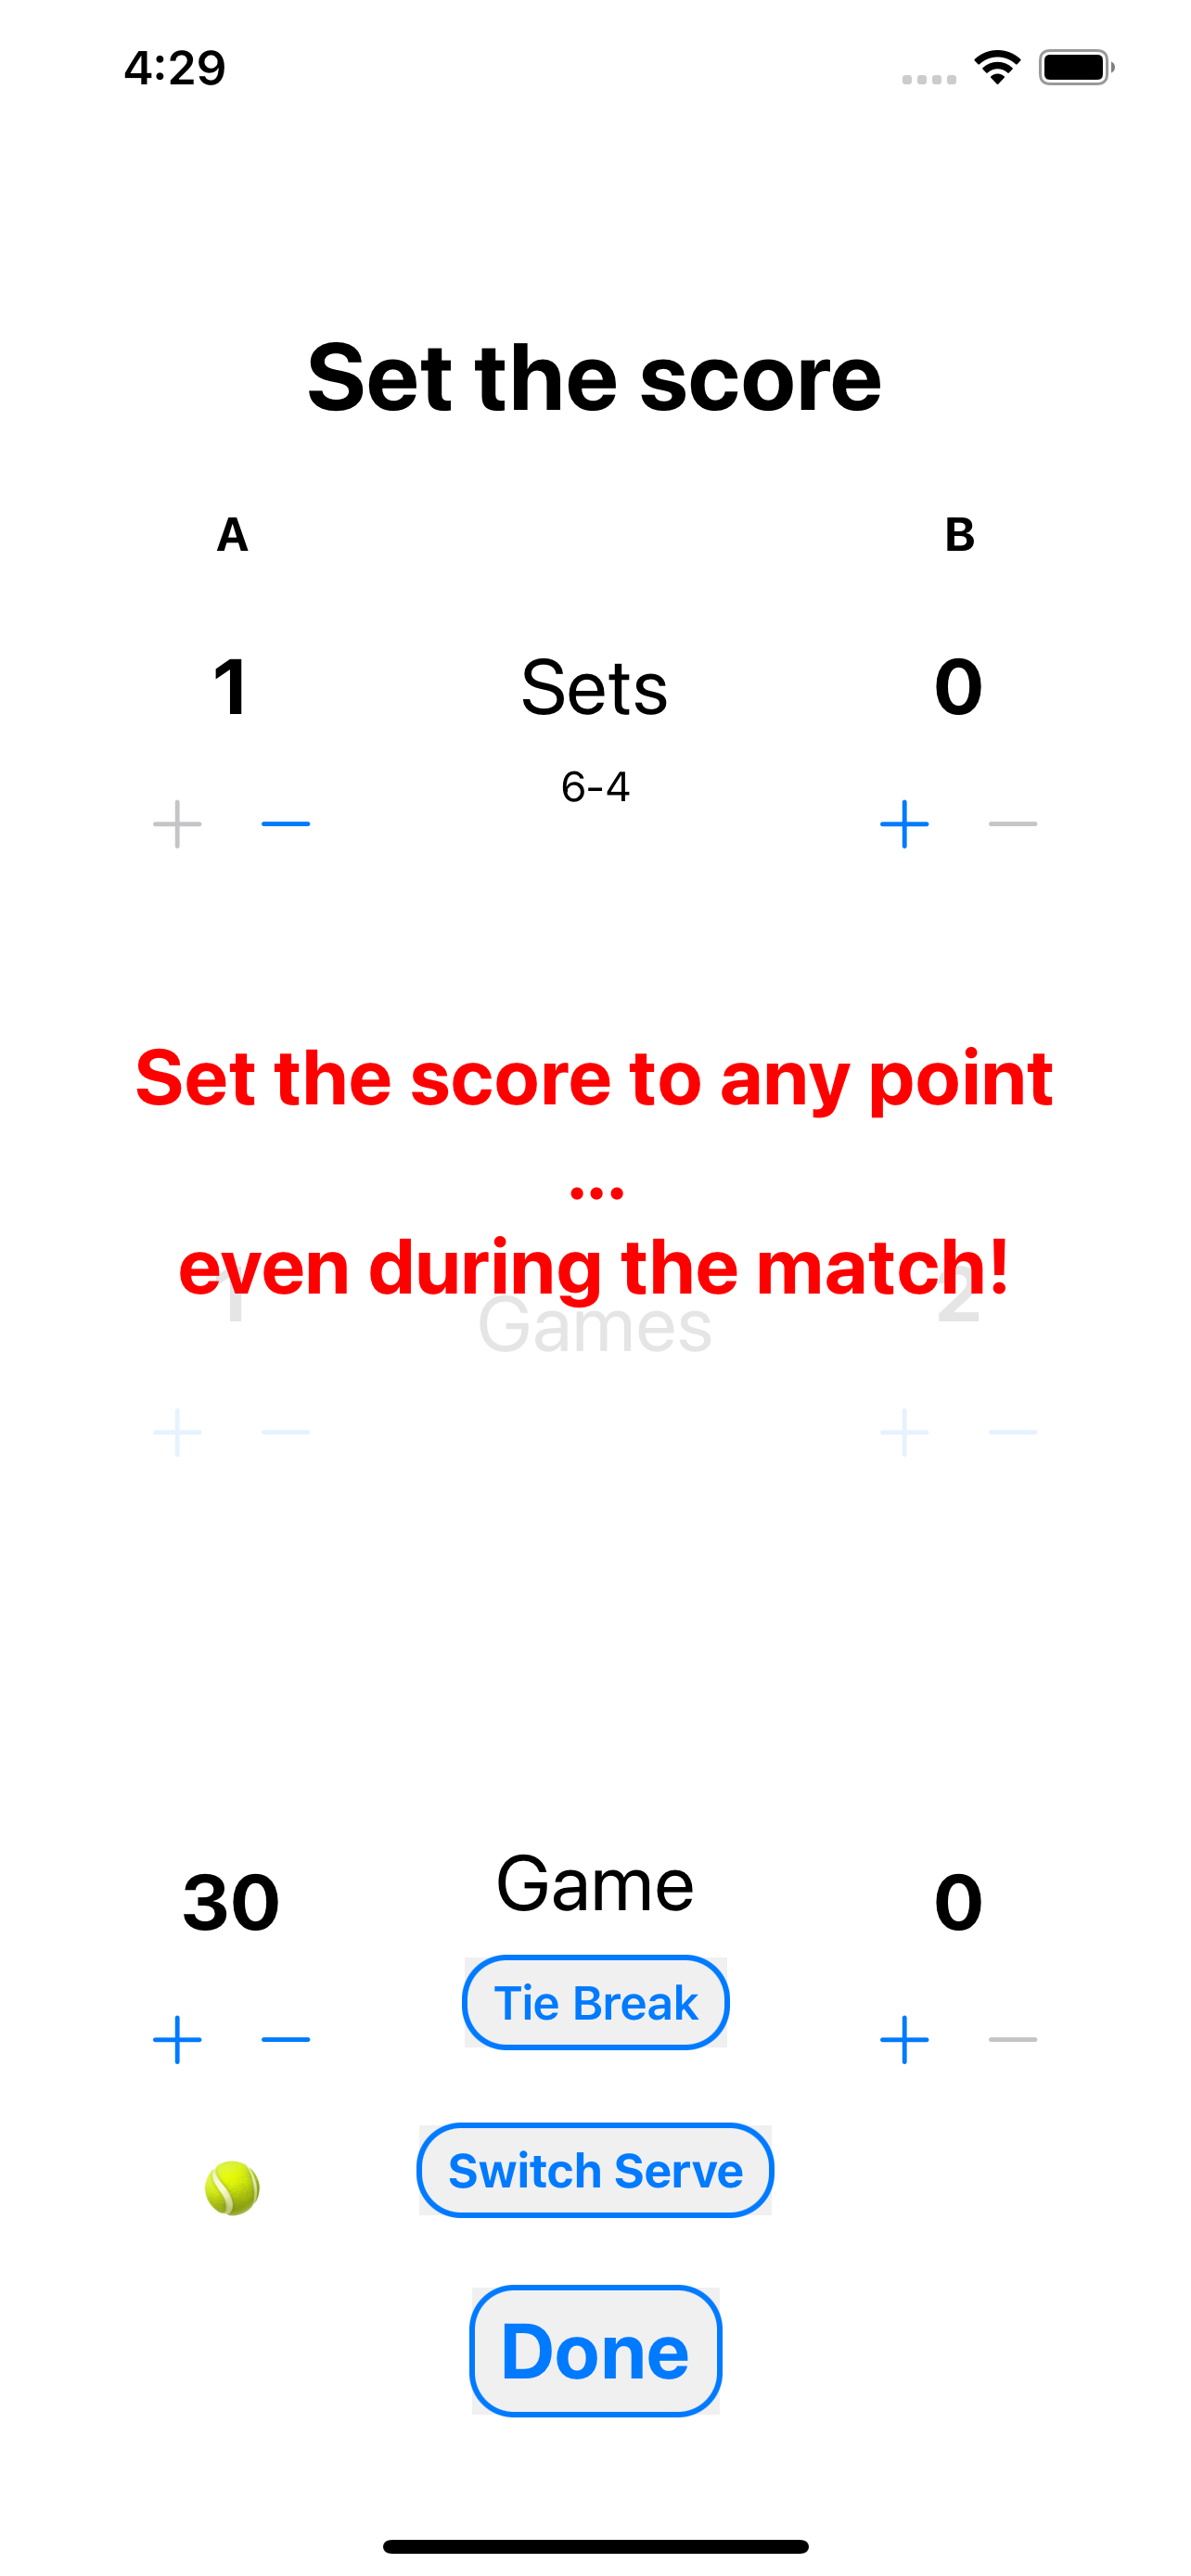 4:29
Set the score
A B
1 Sets 0
6-4
Set the score to any point
...
even during the match!
1 Games 2
30 Game 0
Tie Break
Switch Serve
Done